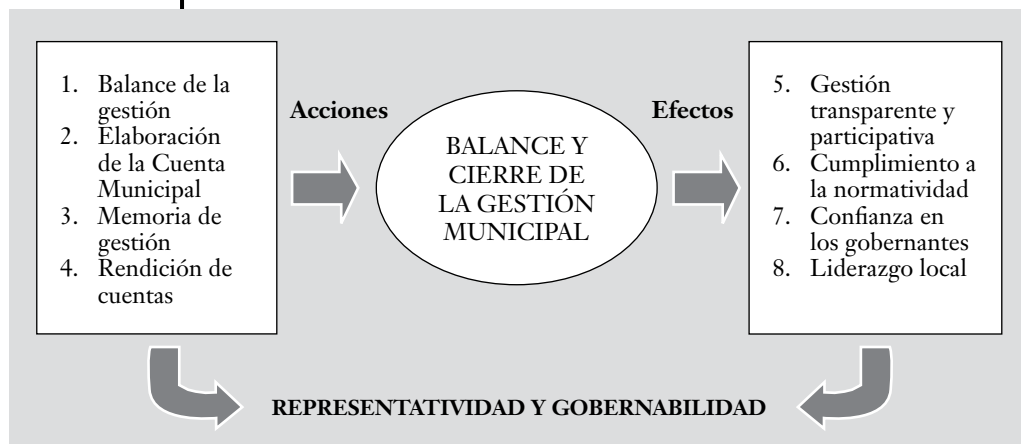 1. Balance de la
gestión
2. Elaboración
de la Cuenta
Municipal
3. Memoria de
gestión
4. Rendición de
cuentas
Acciones
BALANCE Y
CIERRE DE
LA GESTIÓN
MUNICIPAL
Efectos
5. Gestión
transparente y
participativa
6. Cumplimiento a
la normatividad
7. Confianza en
los gobernantes
8. Liderazgo local
REPRESENTATIVIDAD Y GOBERNABILIDAD